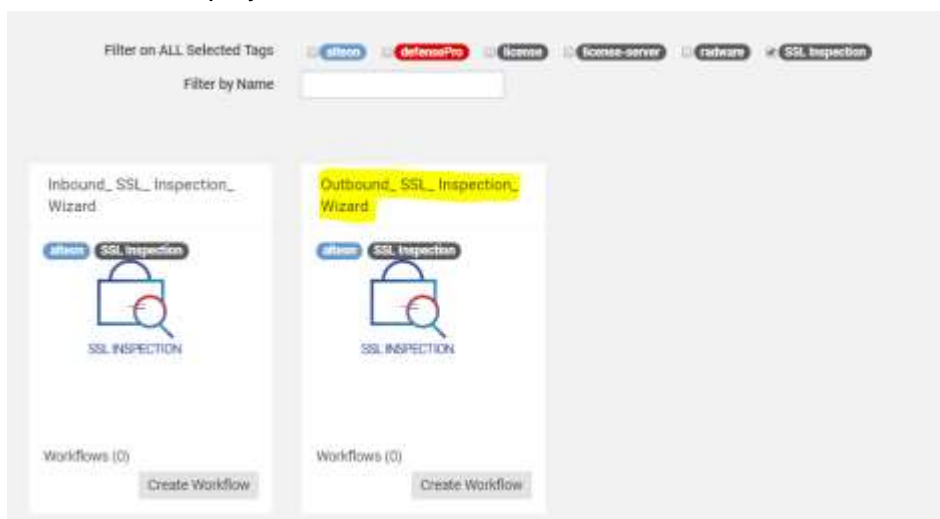 Filter on ALL Selected Tags alteon defensePro license license-server radware SSL Inspection
Filter by Name
Inbound_ SSL_ Inspection_
Wizard
alteon SSL Inspection
SSL INSPECTION
Workflows (0)
Create Workflow
Outbound_ SSL_ Inspection_
Wizard
alteon SSL Inspection
SSL INSPECTION
Workflows (0)
Create Workflow